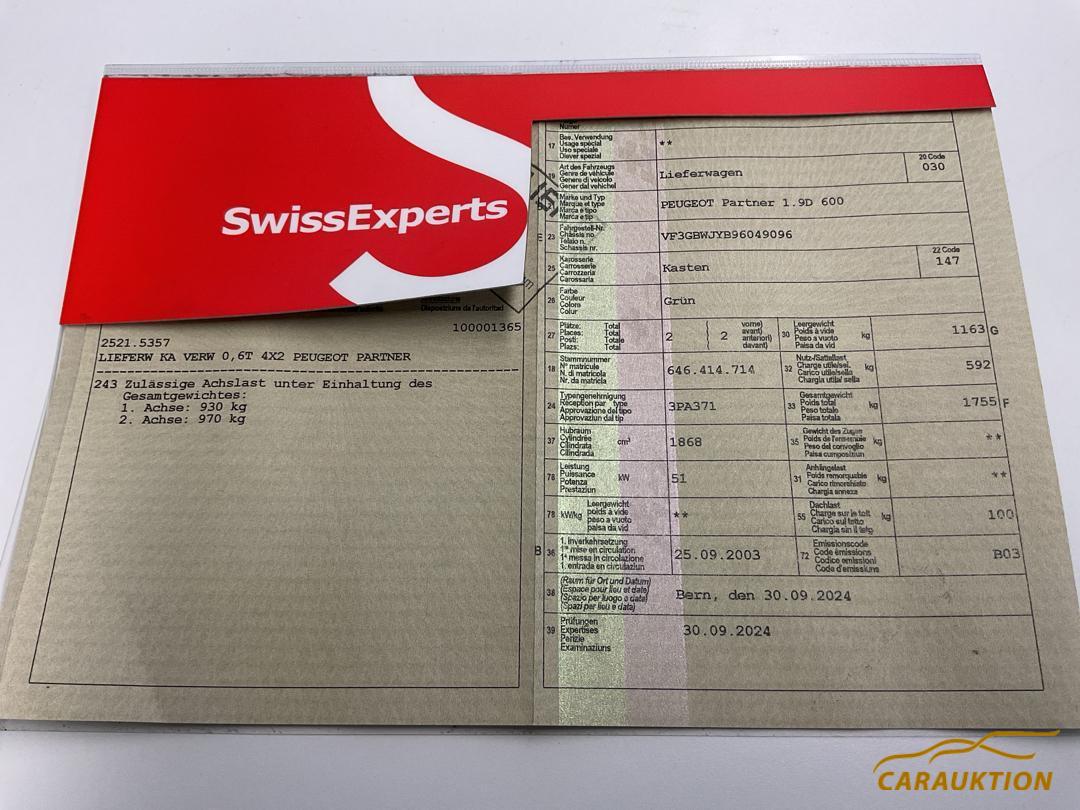 SwissExperts
Disposiziuns da l'autoritad
100001365
2521.5357
LIEFERW KA VERW 0,6T 4X2 PEUGEOT PARTNER
243 Zulässige Achslast unter Einhaltung des
Gesamtgewichtes:
1. Achse: 930 kg
2. Achse: 970 kg
Numer
17 Bes. Verwendung
Usage spécial
Uso speciale
Diever spezial
**
19 Art des Fahrzeugs
Genre de véhicule
Genere di veicolo
Gener dal vehichel
Lieferwagen
20 Code
030
Marke und Typ
Marque et type
Marca e tipo
Marca e tip
PEUGEOT Partner 1.9D 600
E 23 Fahrgestell-Nr.
Châssis no.
Telaio n.
Schassis nr.
VF3GBWJYB96049096
25 Karosserie
Carrosserie
Carrozzeria
Carossaria
Kasten
22 Code
147
26 Farbe
Couleur
Colore
Colur
Grün
27 Plätze: Total
Places: Total
Posti: Totale
Plazs: Total
2
2
vorne)
avant)
anteriori)
davant)
30 Leergewicht
Poids à vide
Peso a vuoto
Paisa da vid
kg
1163 G
18 Stammnummer
N° matricule
N. di matricola
Nr. da matricla
646.414.714
32 Nutz-/Sattellast
Charge utile/sel.
Carico utile/sella
Chargia utila/ sella
kg
592
24 Typengenehmigung
Réception par type
Approvazione del tipo
Approvaziun dal tip
3PA371
33 Gesamtgewicht
Poids total
Peso totale
Paisa totala
kg
1755 F
37 Hubraum
Cylindrée
Cilindrata
Cilindrada
cm³
1868
35 Gewicht des Zuges
Poids de l'ensemble
Peso del convoglio
Paisa cumposiziun
kg
**
76 Leistung
Puissance
Potenza
Prestaziun
kW
51
31 Anhängelast
Poids remorquable
Carico rimorchiato
Chargia annexa
kg
**
78 kW/kg
Leergewicht
poids à vide
peso a vuoto
paisa da vid
**
55 Dachlast
Charge sur le toit
Carico sul tetto
Chargia sin il tetg
kg
100
B 36 1. Inverkehrsetzung
1re mise en circulation
1a messa in circolazione
1. entrada en circulaziun
25.09.2003
72 Emissionscode
Code émissions
Codice emissioni
Code d'emissiuns
B03
38 (Raum für Ort und Datum)
(Espace pour lieu et date)
(Spazio per luogo e data)
(Spazi per lieu e data)
Bern, den 30.09.2024
39 Prüfungen
Expertises
Perizie
Examinaziuns
30.09.2024
CARAUKTION